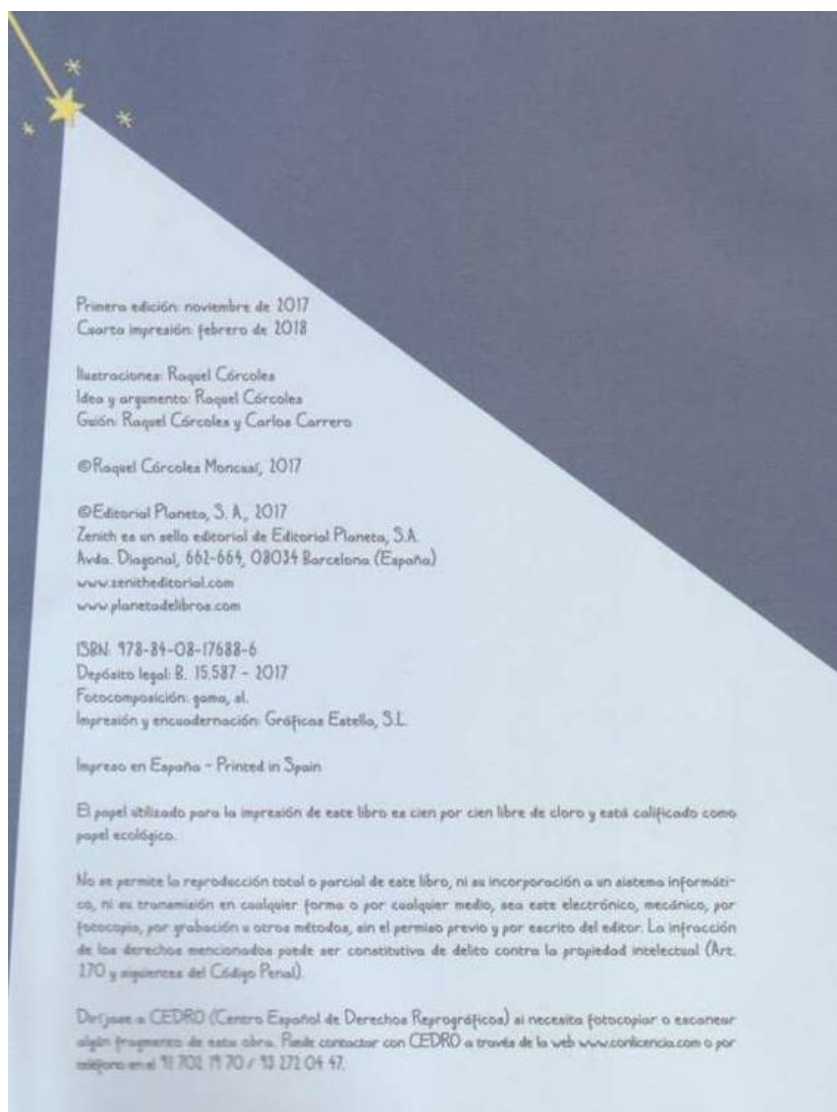 Primera edición: noviembre de 2017
Cuarta impresión: febrero de 2018
Ilustraciones: Raquel Córcoles
Idea y argumento: Raquel Córcoles
Guión: Raquel Córcoles y Carlos Carrero
©Raquel Córcoles Moncusí, 2017
©Editorial Planeta, S. A., 2017
Zenith es un sello editorial de Editorial Planeta, S.A.
Avda. Diagonal, 662-664, 08034 Barcelona (España)
www.zenitheditorial.com
www.planetadelibros.com
ISBN: 978-84-08-17688-6
Depósito legal: B. 15.587 - 2017
Fotocomposición: gama, sl.
Impresión y encuadernación: Gráficas Estella, S.L.
Impreso en España - Printed in Spain
El papel utilizado para la impresión de este libro es cien por cien libre de cloro y está calificado como
papel ecológico.
No se permite la reproducción total o parcial de este libro, ni su incorporación a un sistema informáti-
co, ni su transmisión en cualquier forma o por cualquier medio, sea este electrónico, mecánico, por
fotocopia, por grabación u otros métodos, sin el permiso previo y por escrito del editor. La infracción
de los derechos mencionados puede ser constitutiva de delito contra la propiedad intelectual (Art.
270 y siguientes del Código Penal).
Diríjase a CEDRO (Centro Español de Derechos Reprográficos) si necesita fotocopiar o escanear
algún fragmento de esta obra. Puede contactar con CEDRO a través de la web www.conlicencia.com o por
teléfono en el 91 702 19 70 / 93 272 04 47.